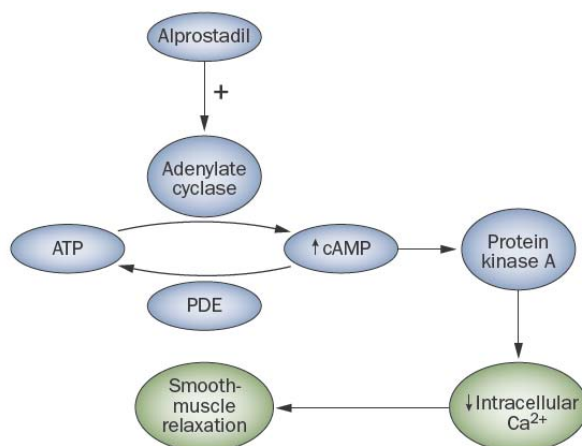 Alprostadil
+
Adenylate
cyclase
ATP
↑cAMP
Protein
kinase A
PDE
Smooth-
muscle
relaxation
↓Intracellular
Ca²⁺